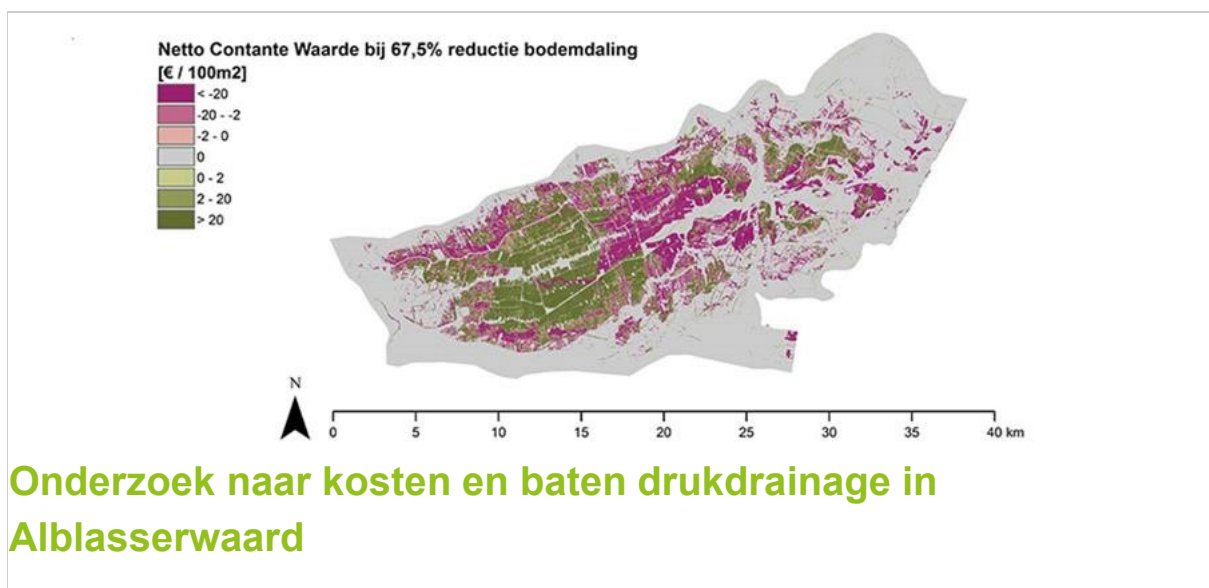 Netto Contante Waarde bij 67,5% reductie bodemdaling
[€ / 100m2]
< -20
-20 - -2
-2 - 0
0
0 - 2
2 - 20
> 20
N
0 5 10 15 20 25 30 35 40 km
Onderzoek naar kosten en baten drukdrainage in
Alblasserwaard